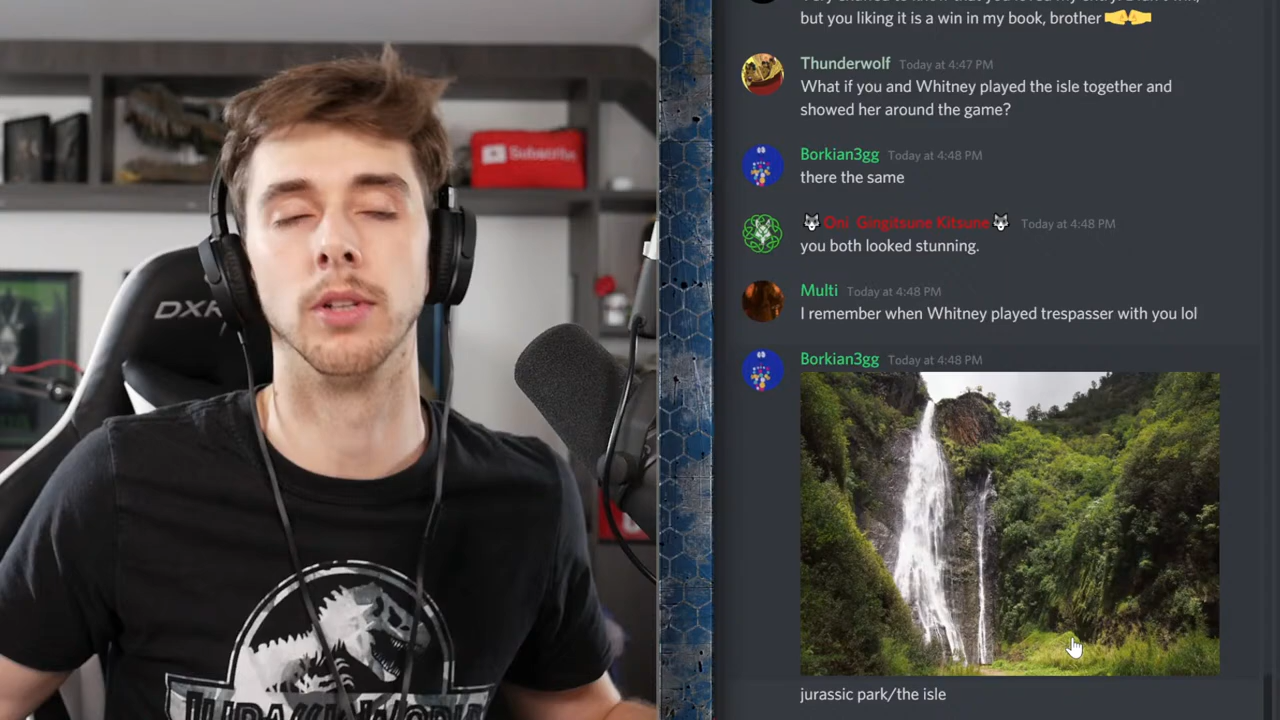 DXR
Subscribe
JURASSIC WORLD
but you liking it is a win in my book, brother
Thunderwolf Today at 4:47 PM
What if you and Whitney played the isle together and
showed her around the game?
Borkian3gg Today at 4:48 PM
there the same
Oni Gingitsune Kitsune Today at 4:48 PM
you both looked stunning.
Multi Today at 4:48 PM
I remember when Whitney played trespasser with you lol
Borkian3gg Today at 4:48 PM
jurassic park/the isle